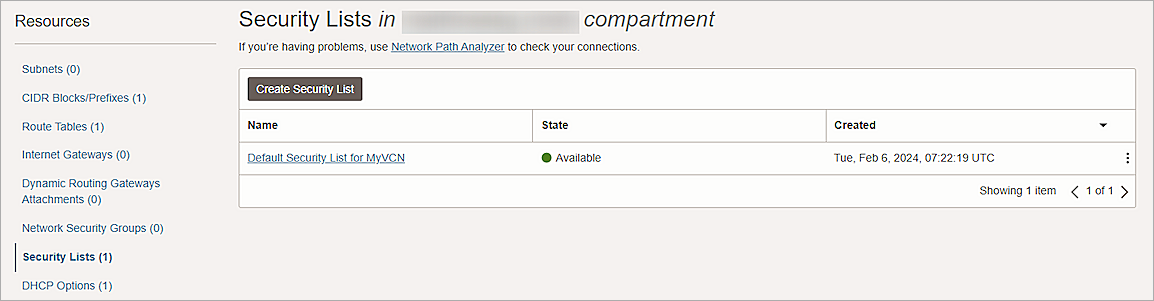 Resources
Subnets (0)
CIDR Blocks/Prefixes (1)
Route Tables (1)
Internet Gateways (0)
Dynamic Routing Gateways
Attachments (0)
Network Security Groups (0)
Security Lists (1)
DHCP Options (1)
Security Lists in compartment
If you're having problems, use Network Path Analyzer to check your connections.
Create Security List
Name State Created
Default Security List for MyVCN Available Tue, Feb 6, 2024, 07:22:19 UTC
Showing 1 item 1 of 1